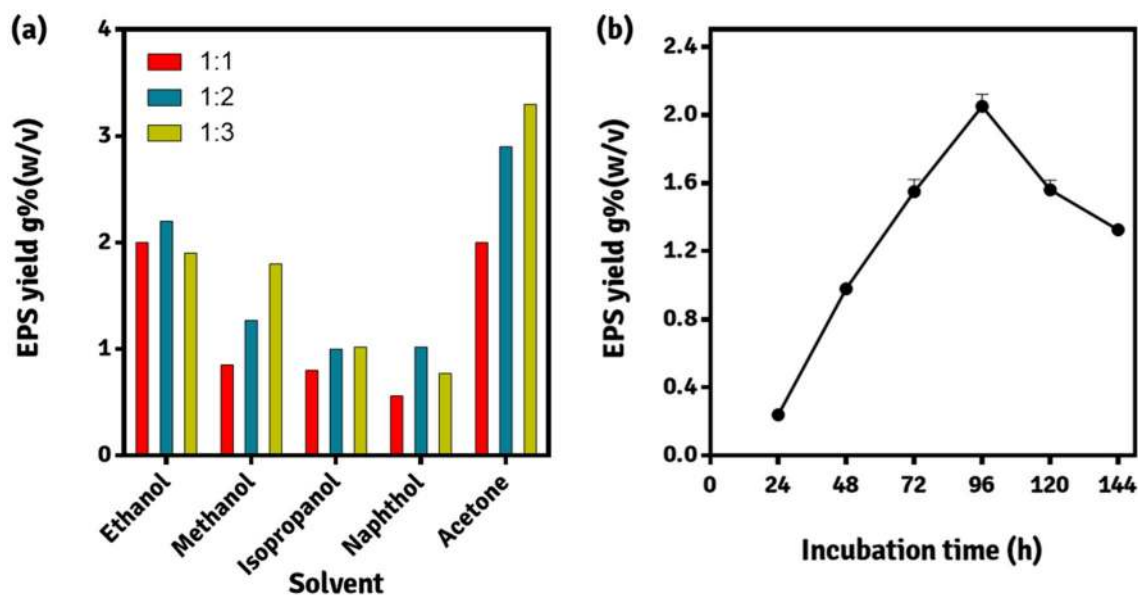 (a)
EPS yield g%(w/v)
4
3
2
1
0
1:1
1:2
1:3
Ethanol
Methanol
Isopropanol
Naphthol
Acetone
Solvent
(b)
EPS yield g%(w/v)
2.4
2.0
1.6
1.2
0.8
0.4
0.0
0 24 48 72 96 120 144
Incubation time (h)